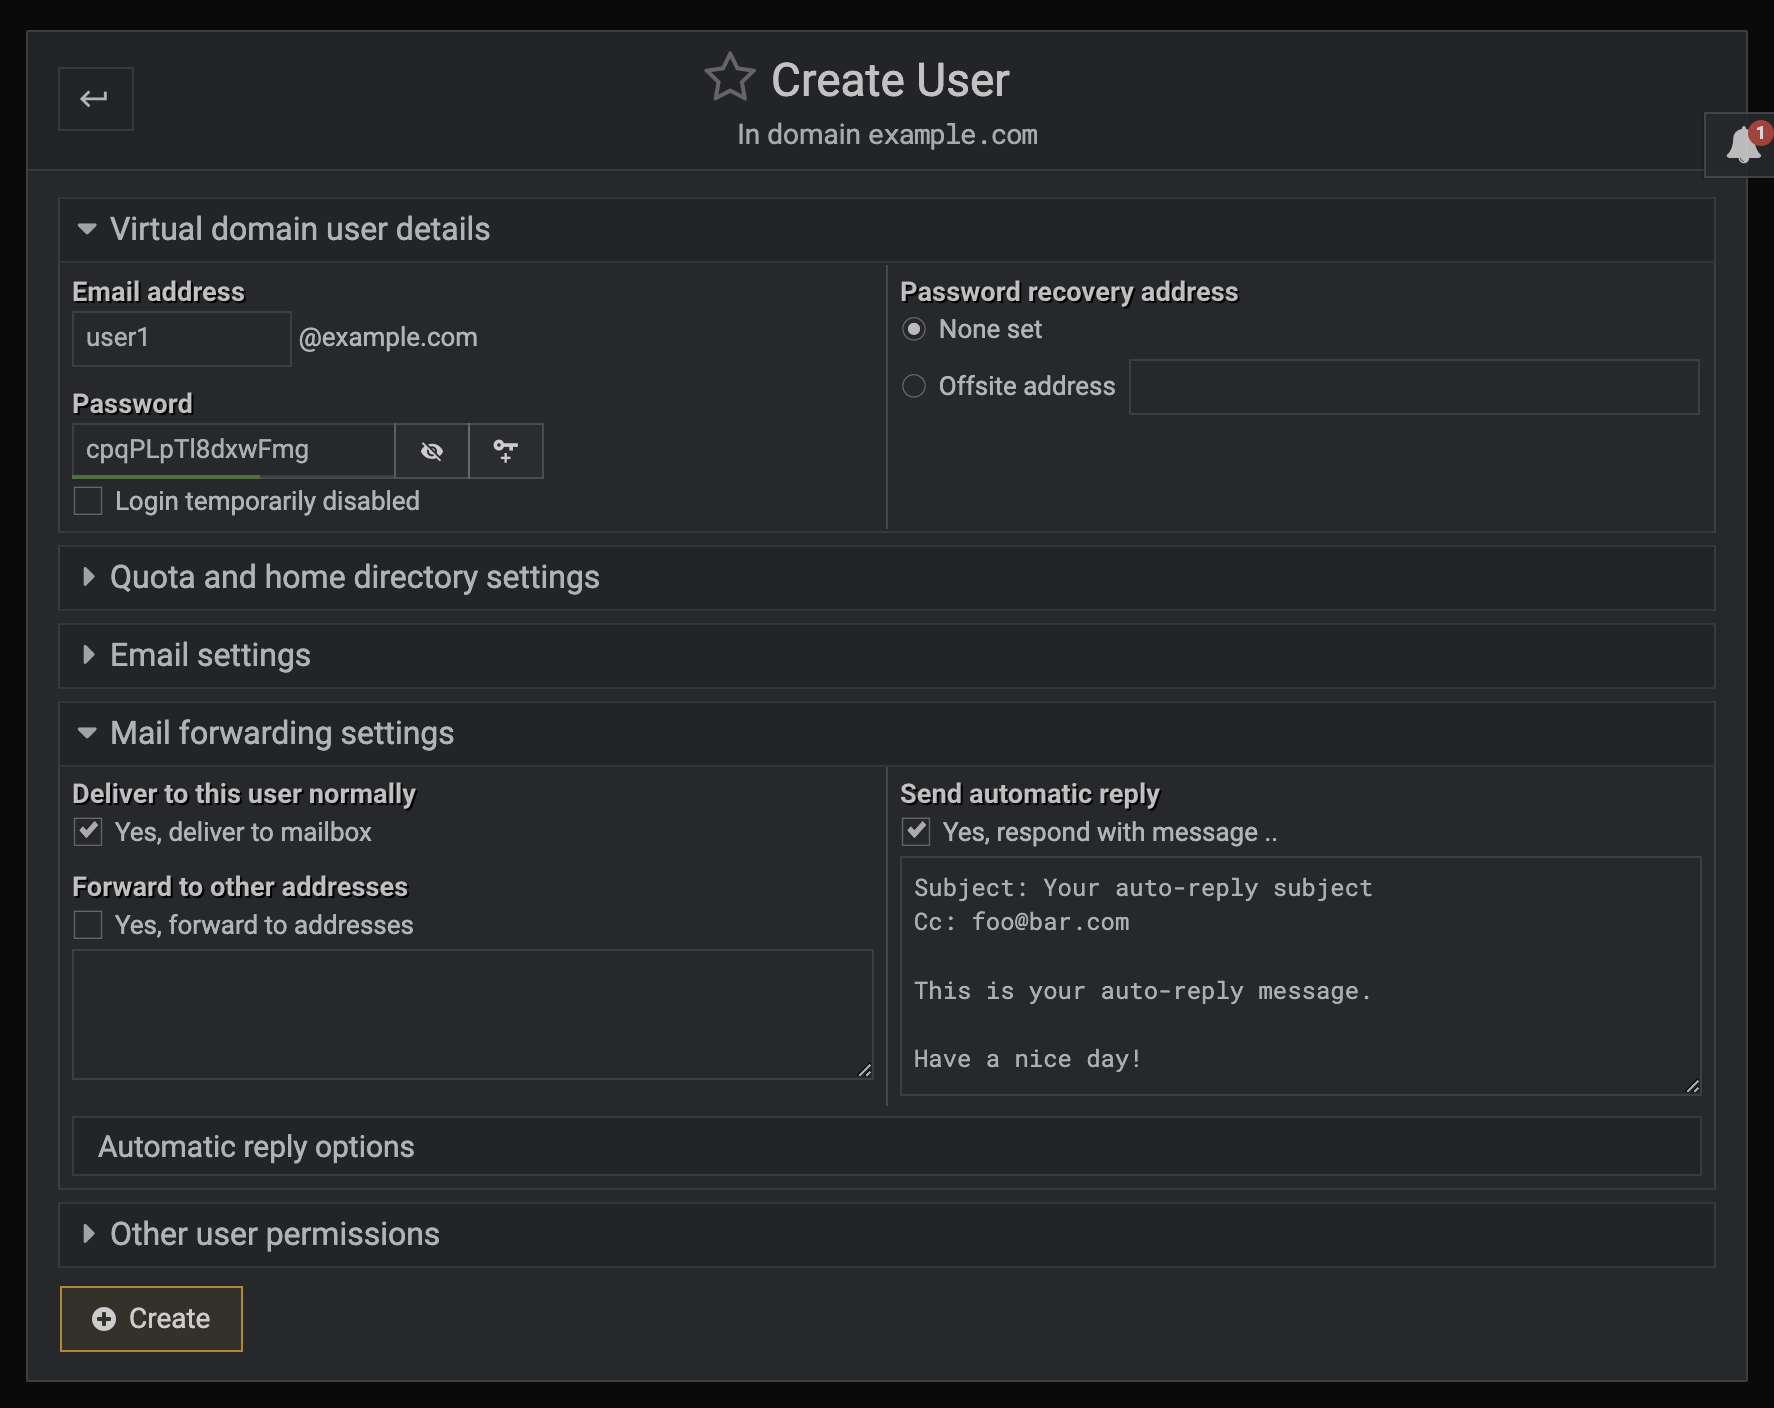 Create User
In domain example.com
1
Virtual domain user details
Email address
user1 @example.com
Password
cpqPLpTl8dxwFmg
Login temporarily disabled
Password recovery address
None set
Offsite address
Quota and home directory settings
Email settings
Mail forwarding settings
Deliver to this user normally
Yes, deliver to mailbox
Forward to other addresses
Yes, forward to addresses
Send automatic reply
Yes, respond with message ..
Subject: Your auto-reply subject
Cc: foo@bar.com
This is your auto-reply message.
Have a nice day!
Automatic reply options
Other user permissions
Create